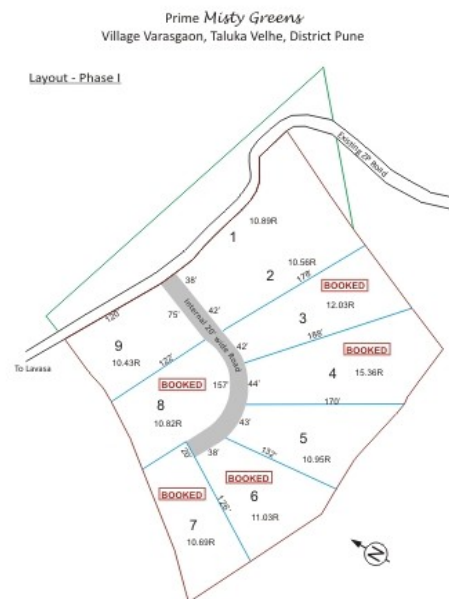 Prime Misty Greens
Village Varasgaon, Taluka Velhe, District Pune
Layout - Phase I
Existing ZP Road
1
10.89R
2
10.56R
178'
38'
42'
75'
Internal 20' wide Road
120'
BOOKED
12.03R
3
188'
9
10.43R
122'
42'
BOOKED
4
15.36R
To Lavasa
BOOKED
157'
44'
8
10.82R
170'
43'
5
10.95R
132'
20'
38'
BOOKED
6
11.03R
BOOKED
7
10.69R
126'
N